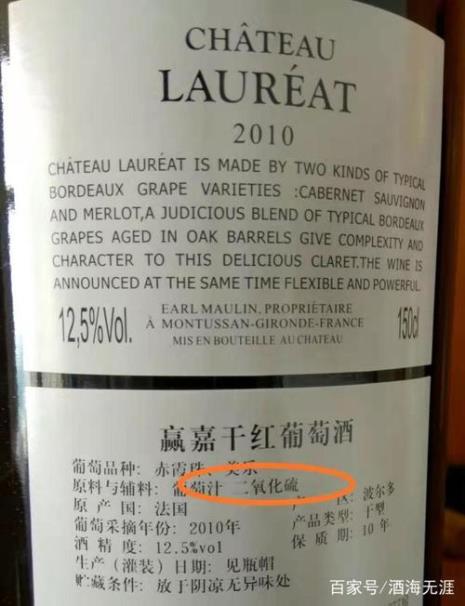 CHÂTEAU
LAURÉAT
2010
CHÂTEAU LAURÉAT IS MADE BY TWO KINDS OF TYPICAL
BORDEAUX GRAPE VARIETIES :CABERNET SAUVIGNON
AND MERLOT,A JUDICIOUS BLEND OF TYPICAL BORDEAUX
GRAPES AGED IN OAK BARRELS GIVE COMPLEXITY AND
CHARACTER TO THIS DELICIOUS CLARET.THE WINE IS
ANNOUNCED AT THE SAME TIME FLEXIBLE AND POWERFUL.
12,5%Vol.
EARL MAULIN, PROPRIÉTAIRE
À MONTUSSAN-GIRONDE-FRANCE
MIS EN BOUTEILLE AU CHATEAU
150cl
赢嘉干红葡萄酒
葡萄品种: 赤霞珠、美乐
原料与辅料: 葡萄汁 二氧化硫
原产国: 法国
区: 波尔多
葡萄采摘年份: 2010年
产品类型: 干型
酒精度: 12.5%vol
保质期: 10年
生产(灌装)日期: 见瓶帽
贮藏条件: 放于阴凉无异味处
百家号/酒海无涯